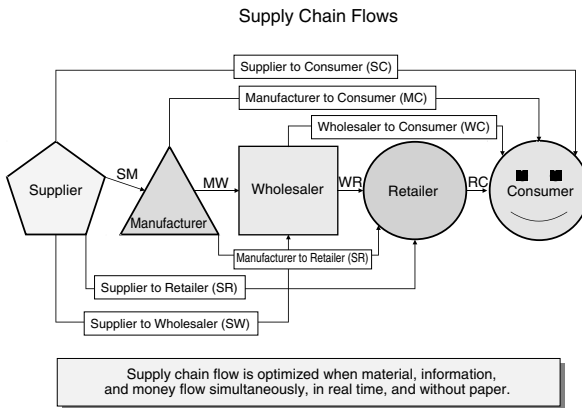 Supply Chain Flows
Supplier to Consumer (SC)
Manufacturer to Consumer (MC)
Wholesaler to Consumer (WC)
SM
MW
WR
RC
Supplier
Manufacturer
Wholesaler
Retailer
Consumer
Manufacturer to Retailer (SR)
Supplier to Retailer (SR)
Supplier to Wholesaler (SW)
Supply chain flow is optimized when material, information,
and money flow simultaneously, in real time, and without paper.